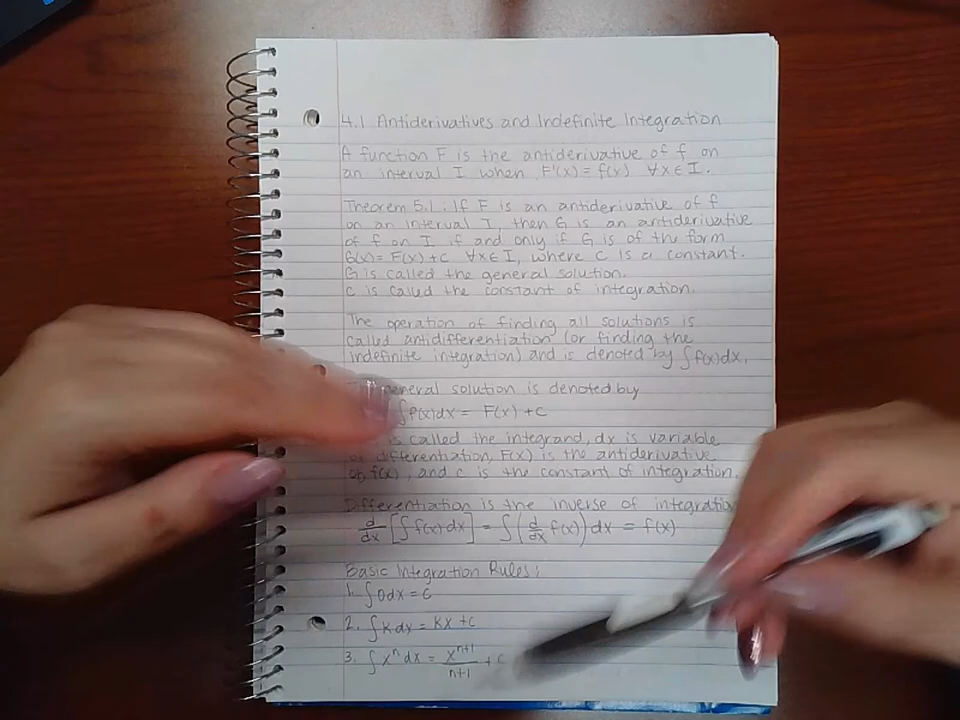 4.1 Antiderivatives and Indefinite Integration
A function F is the antiderivative of f on
an interval I when F'(x) = f(x) ∀x∈I.
Theorem 5.1: If F is an antiderivative of f
on an interval I, then G is an antiderivative
of f on I if and only if G is of the form
G(x) = F(x) + C ∀x∈I, where C is a constant.
G is called the general solution.
C is called the constant of integration.
The operation of finding all solutions is
called antidifferentiation (or finding the
indefinite integration) and is denoted by ∫f(x)dx.
general solution is denoted by
∫f(x)dx = F(x) + C
is called the integrand, dx is variable
of differentiation, F(x) is the antiderivative
of f(x), and C is the constant of integration.
Differentiation is the inverse of integration
d/dx [∫f(x)dx] = ∫(d/dx f(x)) dx = f(x)
Basic Integration Rules:
1. ∫0dx = C
2. ∫Kdx = Kx + C
3. ∫xⁿdx = xⁿ⁺¹/n+1 + C